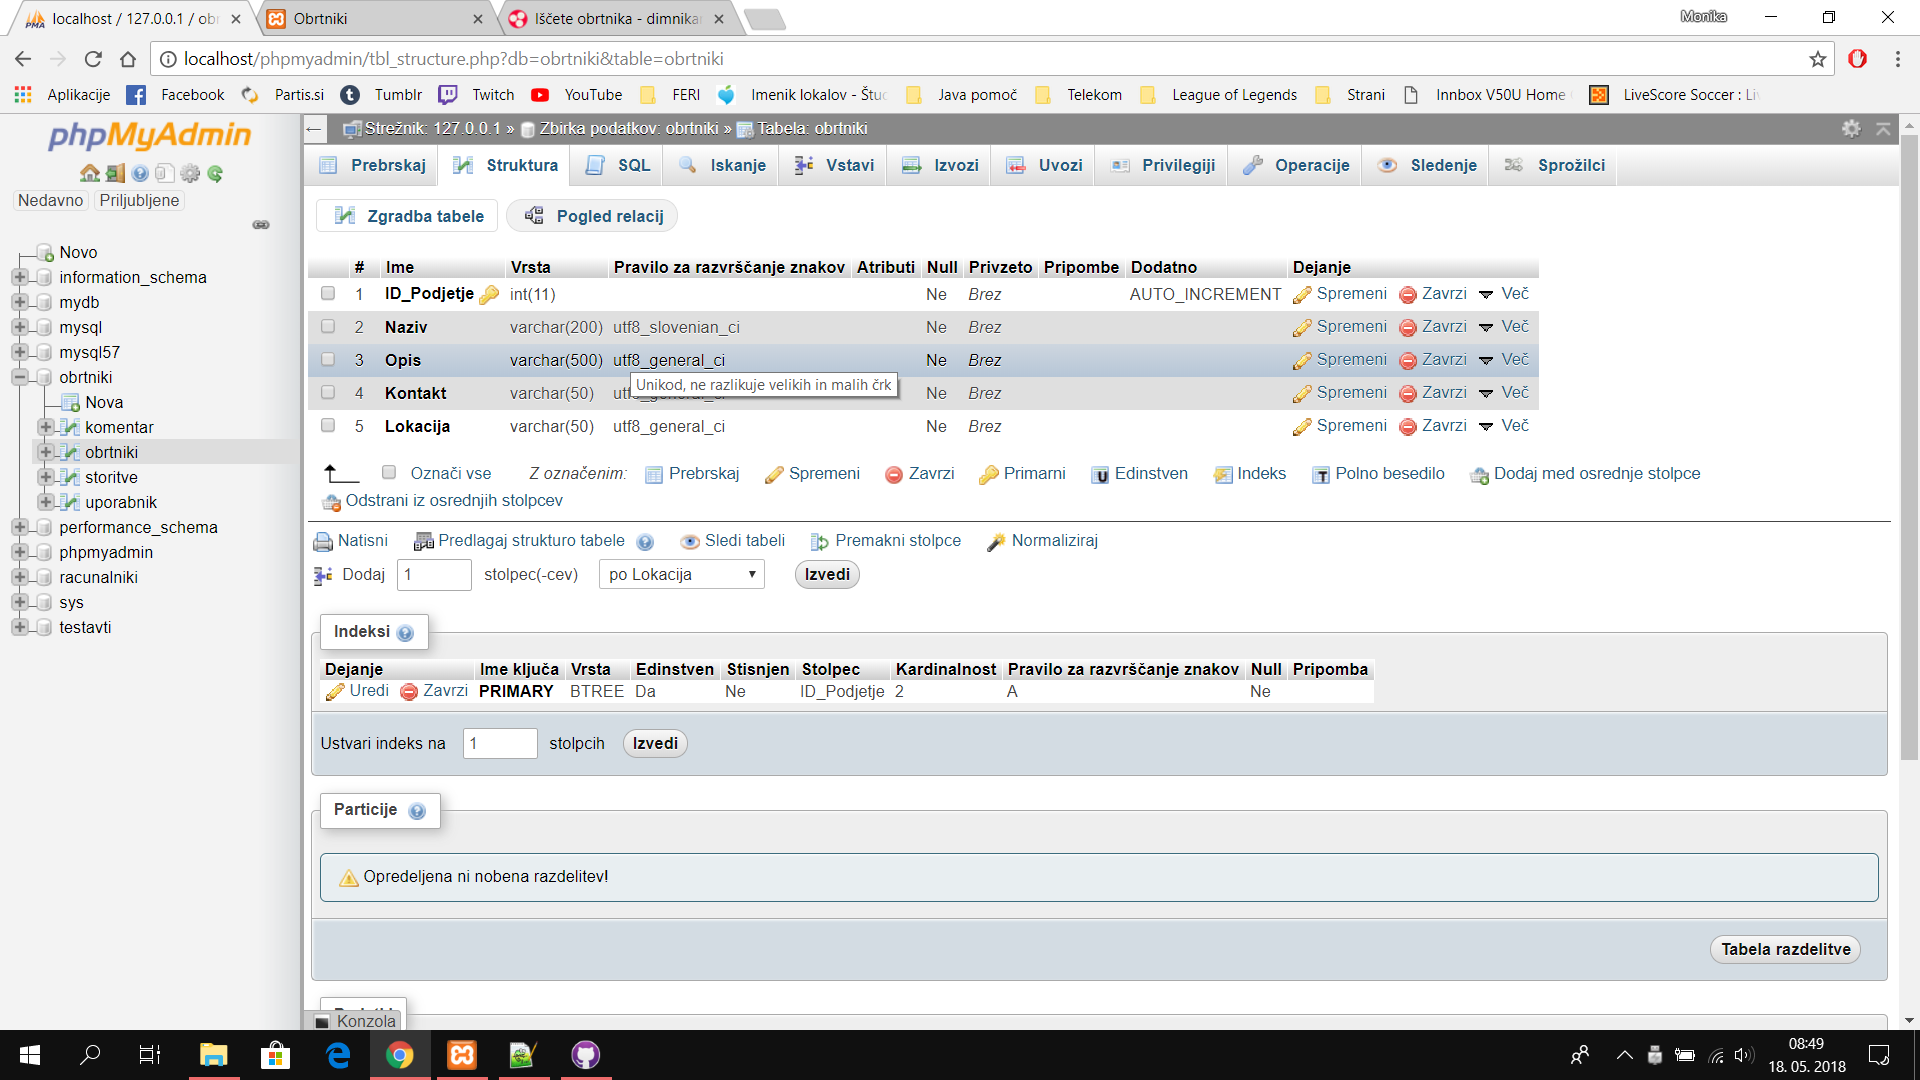 localhost / 127.0.0.1 / obr
Obrtniki
Iščete obrtnika - dimnikar
Monika
localhost/phpmyadmin/tbl_structure.php?db=obrtniki&table=obrtniki
Aplikacije Facebook Partis.si Tumblr Twitch YouTube FERI Imenik lokalov - Štuc Java pomoč Telekom League of Legends Strani Innbox V50U Home LiveScore Soccer : Li
phpMyAdmin
Nedavno Priljubljene
Novo
information_schema
mydb
mysql
mysql57
obrtniki
Nova
komentar
obrtniki
storitve
uporabnik
performance_schema
phpmyadmin
racunalniki
sys
testavti
Strežnik: 127.0.0.1 » Zbirka podatkov: obrtniki » Tabela: obrtniki
Prebrskaj Struktura SQL Iskanje Vstavi Izvozi Uvozi Privilegiji Operacije Sledenje Sprožilci
Zgradba tabele Pogled relacij
# Ime Vrsta Pravilo za razvrščanje znakov Atributi Null Privzeto Pripombe Dodatno Dejanje
1 ID_Podjetje int(11) Ne Brez AUTO_INCREMENT Spremeni Zavrzi Več
2 Naziv varchar(200) utf8_slovenian_ci Ne Brez Spremeni Zavrzi Več
3 Opis varchar(500) utf8_general_ci Ne Brez Spremeni Zavrzi Več
Unikod, ne razlikuje velikih in malih črk
4 Kontakt varchar(50) utf8_general_ci Ne Brez Spremeni Zavrzi Več
5 Lokacija varchar(50) utf8_general_ci Ne Brez Spremeni Zavrzi Več
Označi vse Z označenim: Prebrskaj Spremeni Zavrzi Primarni Edinstven Indeks Polno besedilo Dodaj med osrednje stolpce
Odstrani iz osrednjih stolpcev
Natisni Predlagaj strukturo tabele Sledi tabeli Premakni stolpce Normaliziraj
Dodaj 1 stolpec(-cev) po Lokacija Izvedi
Indeksi
Dejanje Ime ključa Vrsta Edinstven Stisnjen Stolpec Kardinalnost Pravilo za razvrščanje znakov Null Pripomba
Uredi Zavrzi PRIMARY BTREE Da Ne ID_Podjetje 2 A Ne
Ustvari indeks na 1 stolpcih Izvedi
Particije
Opredeljena ni nobena razdelitev!
Tabela razdelitve
Konzola
08:49
18. 05. 2018